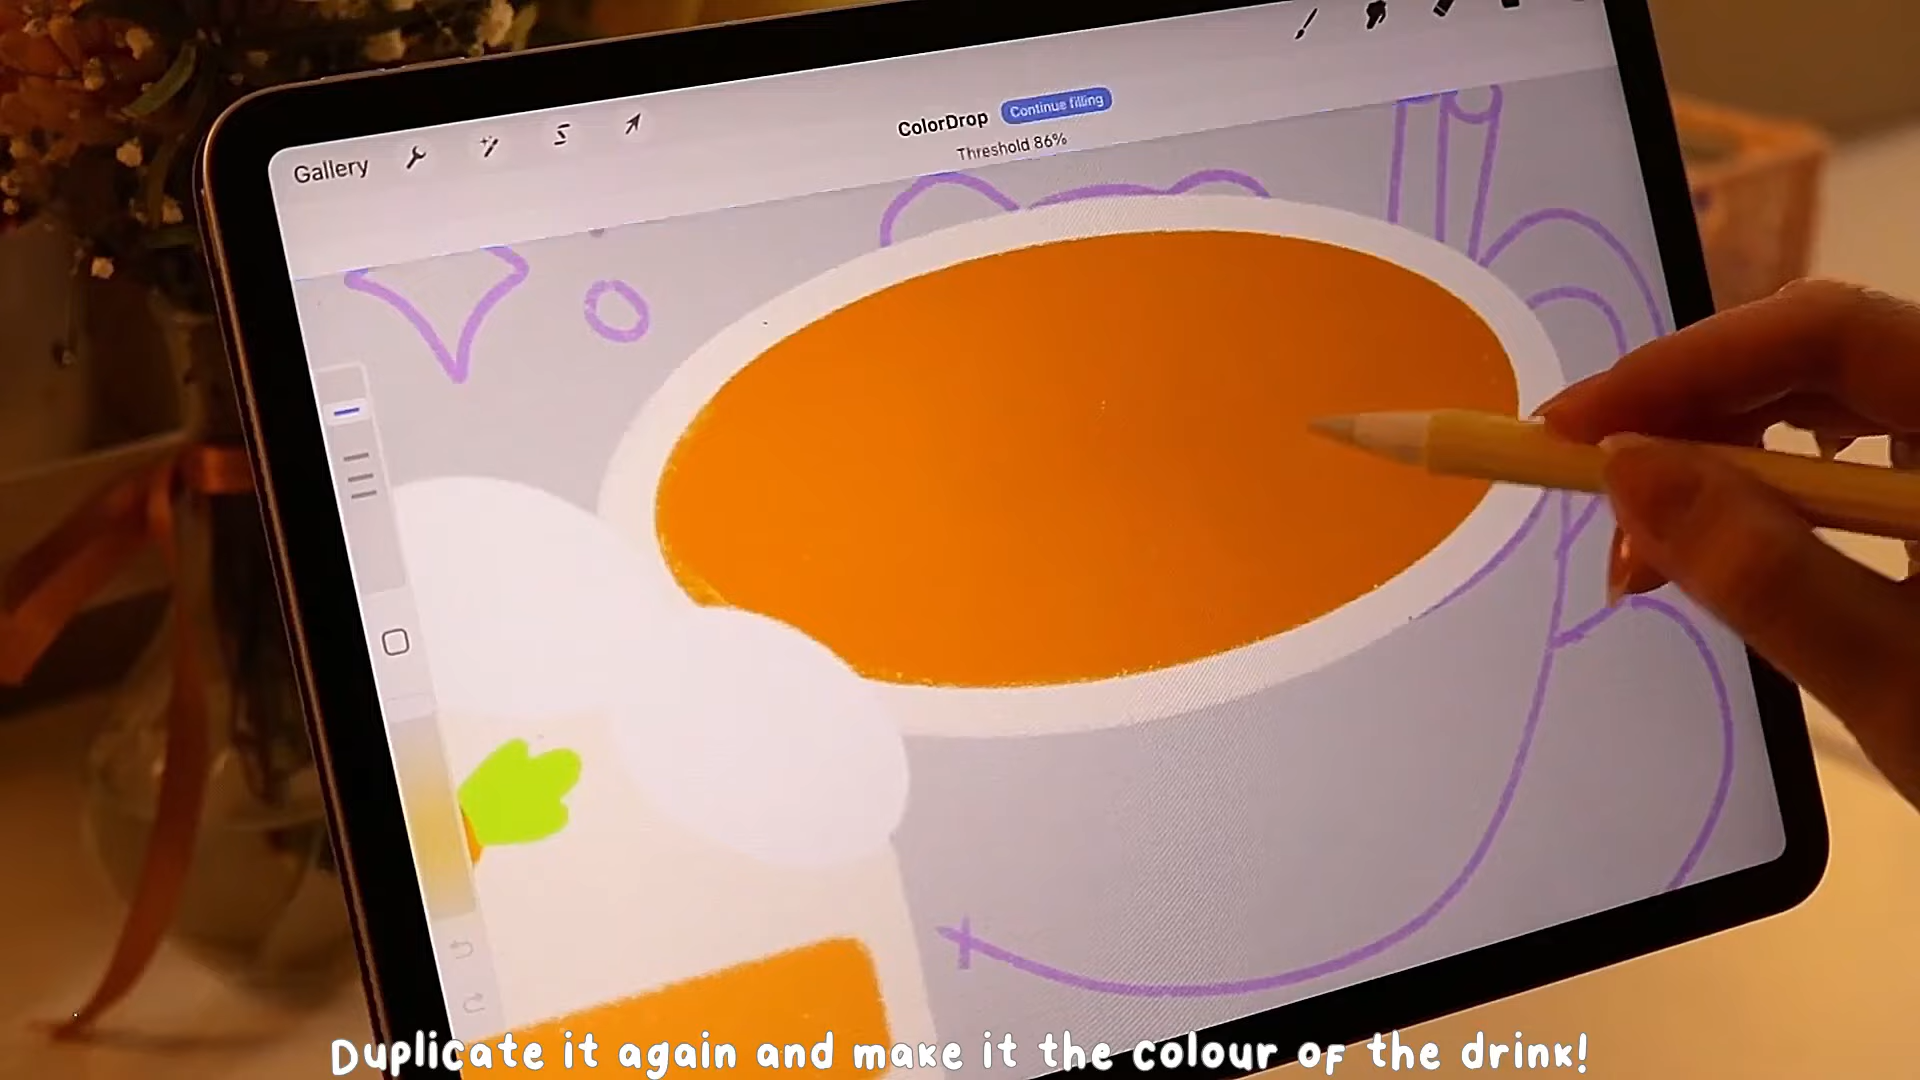 Gallery
ColorDrop Continue filling
Threshold 86%
Duplicate it again and make it the colour of the drink!